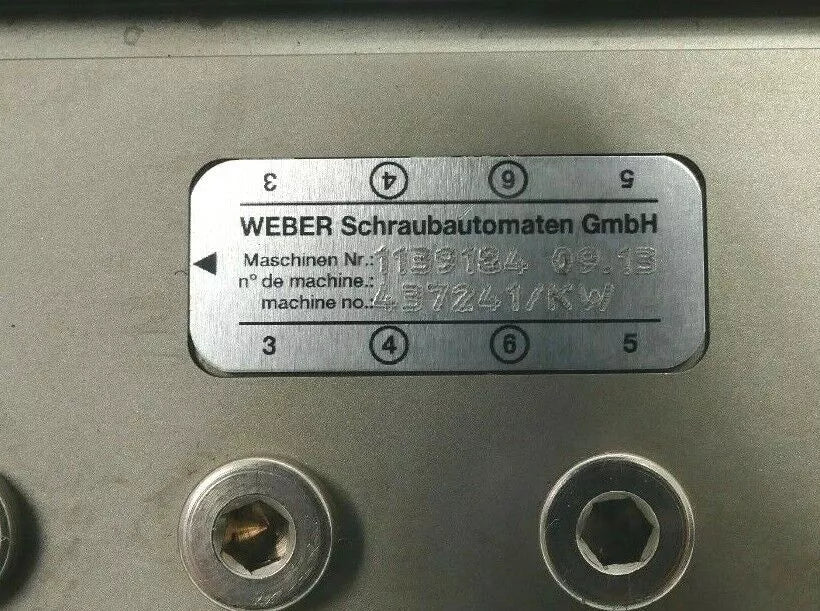 3 ④ ⑥ 5
WEBER Schraubautomaten GmbH
Maschinen Nr.: 1139184 09.13
n° de machine.: 437241/KW
machine no.:
3 ④ ⑥ 5